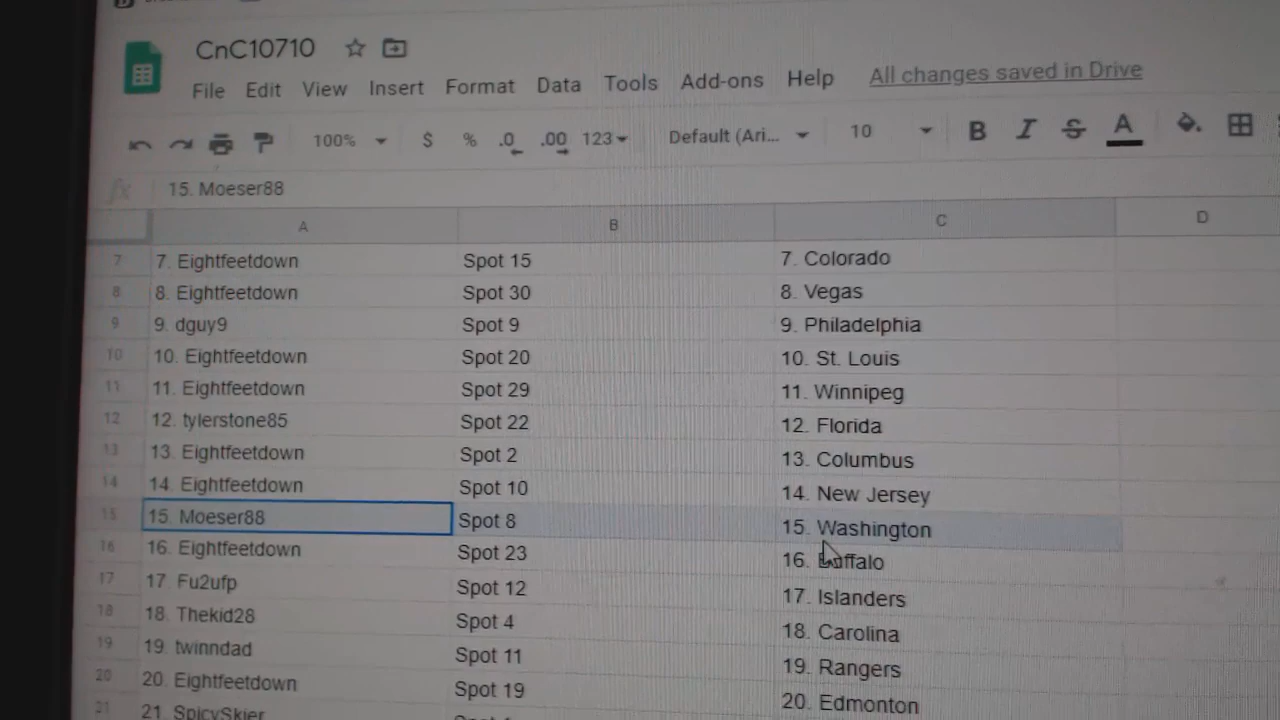 CnC10710
File Edit View Insert Format Data Tools Add-ons Help All changes saved in Drive
100% $ % .0 .00 123 Default (Ari... 10 B I S A
fx 15. Moeser88
A B C D
7 7. Eightfeetdown Spot 15 7. Colorado
8 8. Eightfeetdown Spot 30 8. Vegas
9 9. dguy9 Spot 9 9. Philadelphia
10 10. Eightfeetdown Spot 20 10. St. Louis
11 11. Eightfeetdown Spot 29 11. Winnipeg
12 12. tylerstone85 Spot 22 12. Florida
13 13. Eightfeetdown Spot 2 13. Columbus
14 14. Eightfeetdown Spot 10 14. New Jersey
15 15. Moeser88 Spot 8 15. Washington
16 16. Eightfeetdown Spot 23 16. Buffalo
17 17. Fu2ufp Spot 12 17. Islanders
18 18. Thekid28 Spot 4 18. Carolina
19 19. twinndad Spot 11 19. Rangers
20 20. Eightfeetdown Spot 19 20. Edmonton
21 21. SpicySkier